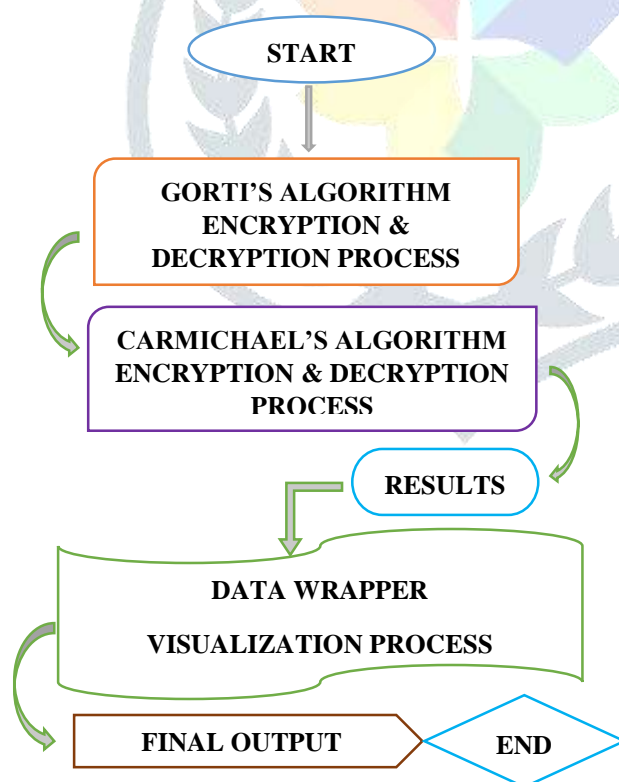 START
GORTI'S ALGORITHM
ENCRYPTION &
DECRYPTION PROCESS
CARMICHAEL'S ALGORITHM
ENCRYPTION & DECRYPTION
PROCESS
RESULTS
DATA WRAPPER
VISUALIZATION PROCESS
FINAL OUTPUT
END